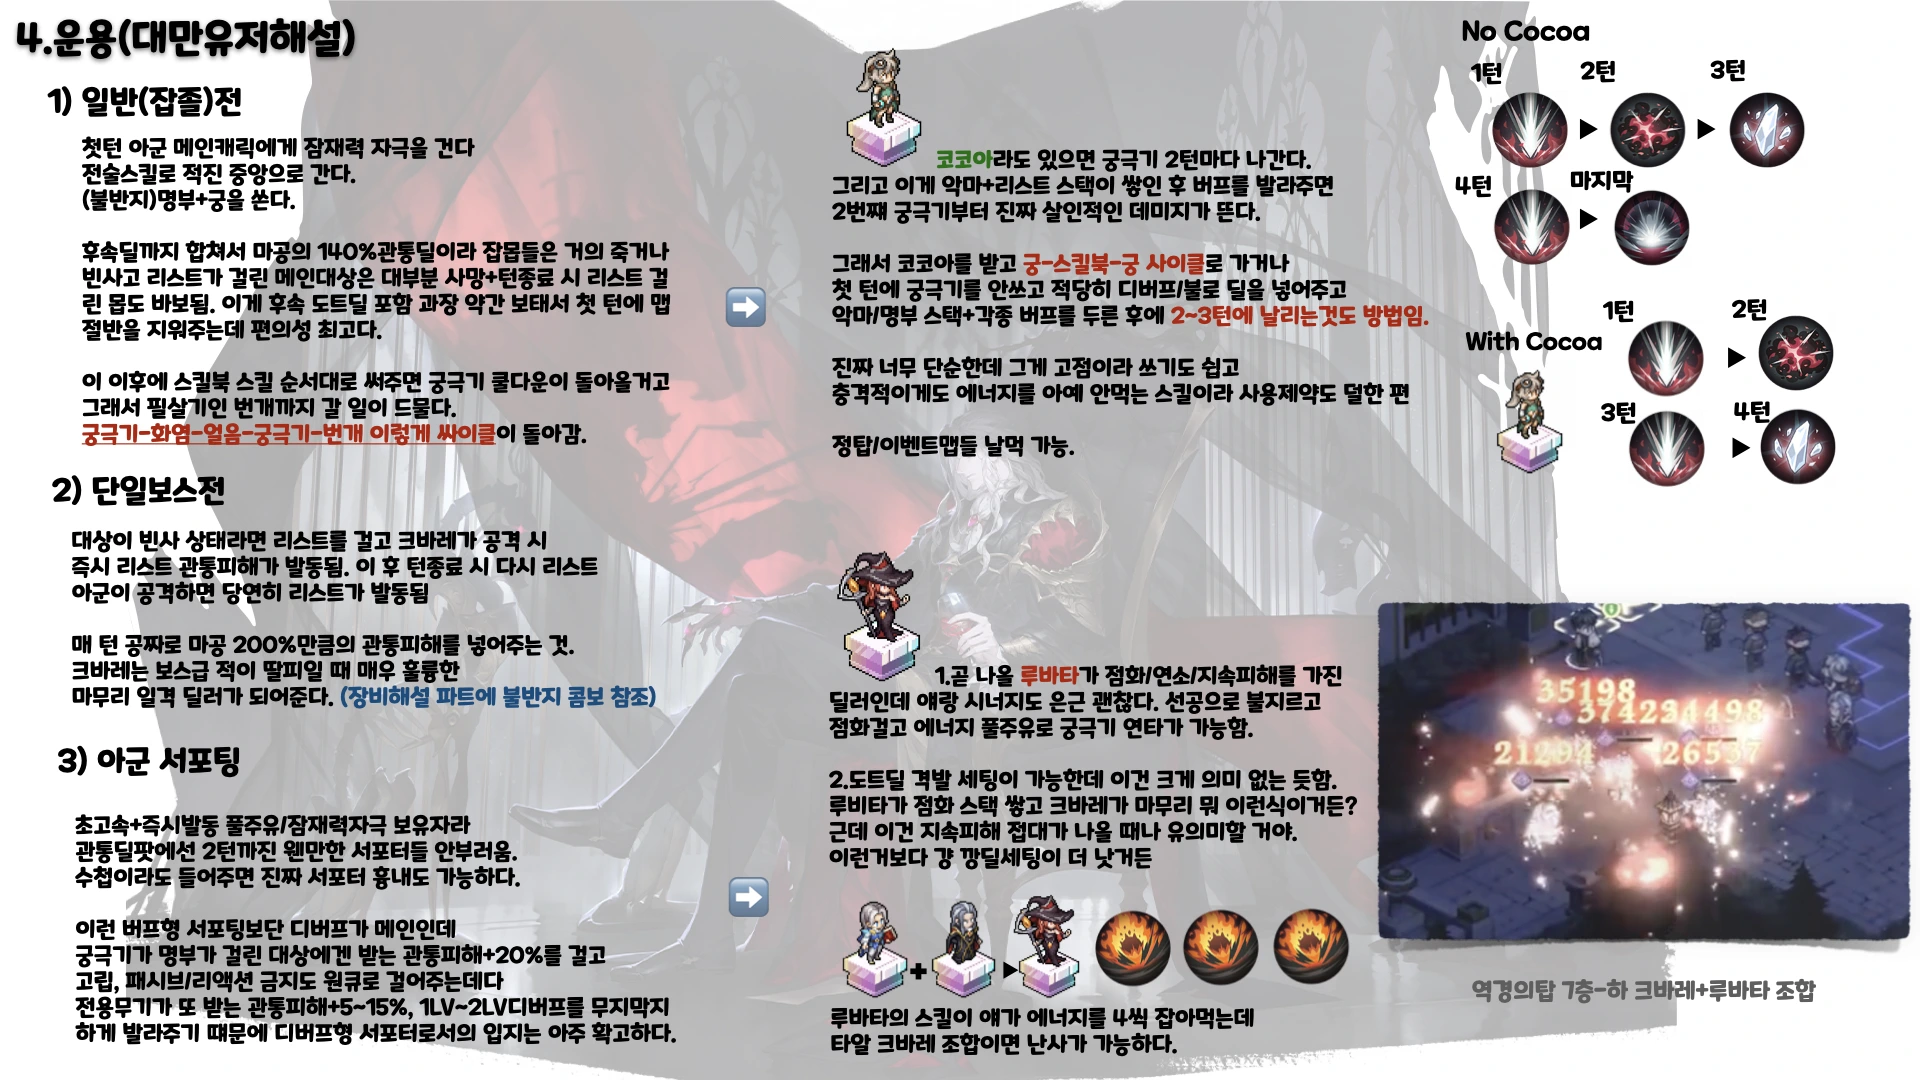 4.운용(대만유저해설)
1) 일반(잡졸)전
첫턴 아군 메인캐릭에게 잠재력 자극을 건다
전술스킬로 적진 중앙으로 간다.
(불반지)명부+궁을 쏜다.
후속딜까지 합쳐서 마공의 140%관통딜이라 잡몹들은 거의 죽거나
빈사고 리스트가 걸린 메인대상은 대부분 사망+턴종료 시 리스트 걸
린 몹도 바보됨. 이게 후속 도트딜 포함 과장 약간 보태서 첫 턴에 맵
절반을 지워주는데 편의성 최고다.
이 이후에 스킬북 스킬 순서대로 써주면 궁극기 쿨다운이 돌아올거고
그래서 필살기인 번개까지 갈 일이 드물다.
궁극기-화염-얼음-궁극기-번개 이렇게 싸이클이 돌아감.
2) 단일보스전
대상이 빈사 상태라면 리스트를 걸고 크바레가 공격 시
즉시 리스트 관통피해가 발동됨. 이 후 턴종료 시 다시 리스트
아군이 공격하면 당연히 리스트가 발동됨
매 턴 공짜로 마공 200%만큼의 관통피해를 넣어주는 것.
크바레는 보스급 적이 딸피일 때 매우 훌륭한
마무리 일격 딜러가 되어준다. (장비해설 파트에 불반지 콤보 참조)
3) 아군 서포팅
초고속+즉시발동 풀주유/잠재력자극 보유자라
관통딜팟에선 2턴까진 웬만한 서포터들 안부러움.
수첩이라도 들어주면 진짜 서포터 흉내도 가능하다.
이런 버프형 서포팅보단 디버프가 메인인데
궁극기가 명부가 걸린 대상에겐 받는 관통피해+20%를 걸고
고립, 패시브/리액션 금지도 원큐로 걸어주는데다
전용무기가 또 받는 관통피해+5~15%, 1LV~2LV디버프를 무지막지
하게 발라주기 떄문에 디버프형 서포터로서의 입지는 아주 확고하다.
코코아라도 있으면 궁극기 2턴마다 나간다.
그리고 이게 악마+리스트 스택이 쌓인 후 버프를 발라주면
2번째 궁극기부터 진짜 살인적인 데미지가 뜬다.
그래서 코코아를 받고 궁-스킬북-궁 사이클로 가거나
첫 턴에 궁극기를 안쓰고 적당히 디버프/불로 딜을 넣어주고
악마/명부 스택+각종 버프를 두른 후에 2~3턴에 날리는것도 방법임.
진짜 너무 단순한데 그게 고점이라 쓰기도 쉽고
충격적이게도 에너지를 아예 안먹는 스킬이라 사용제약도 덜한 편
정탑/이벤트맵들 날먹 가능.
1.곧 나올 루바타가 점화/연소/지속피해를 가진
딜러인데 얘랑 시너지도 은근 괜찮다. 선공으로 불지르고
점화걸고 에너지 풀주유로 궁극기 연타가 가능함.
2.도트딜 격발 세팅이 가능한데 이건 크게 의미 없는 듯함.
루비타가 점화 스택 쌓고 크바레가 마무리 뭐 이런식이거든?
근데 이건 지속피해 접대가 나올 때나 유의미할 거야.
이런거보다 걍 깡딜세팅이 더 낫거든
루바타의 스킬이 얘가 에너지를 4씩 잡아먹는데
타알 크바레 조합이면 난사가 가능하다.
No Cocoa
1턴 2턴 3턴
4턴 마지막
With Cocoa
1턴 2턴
3턴 4턴
35198
21294
역경의탑 7층-하 크바레+루바타 조합